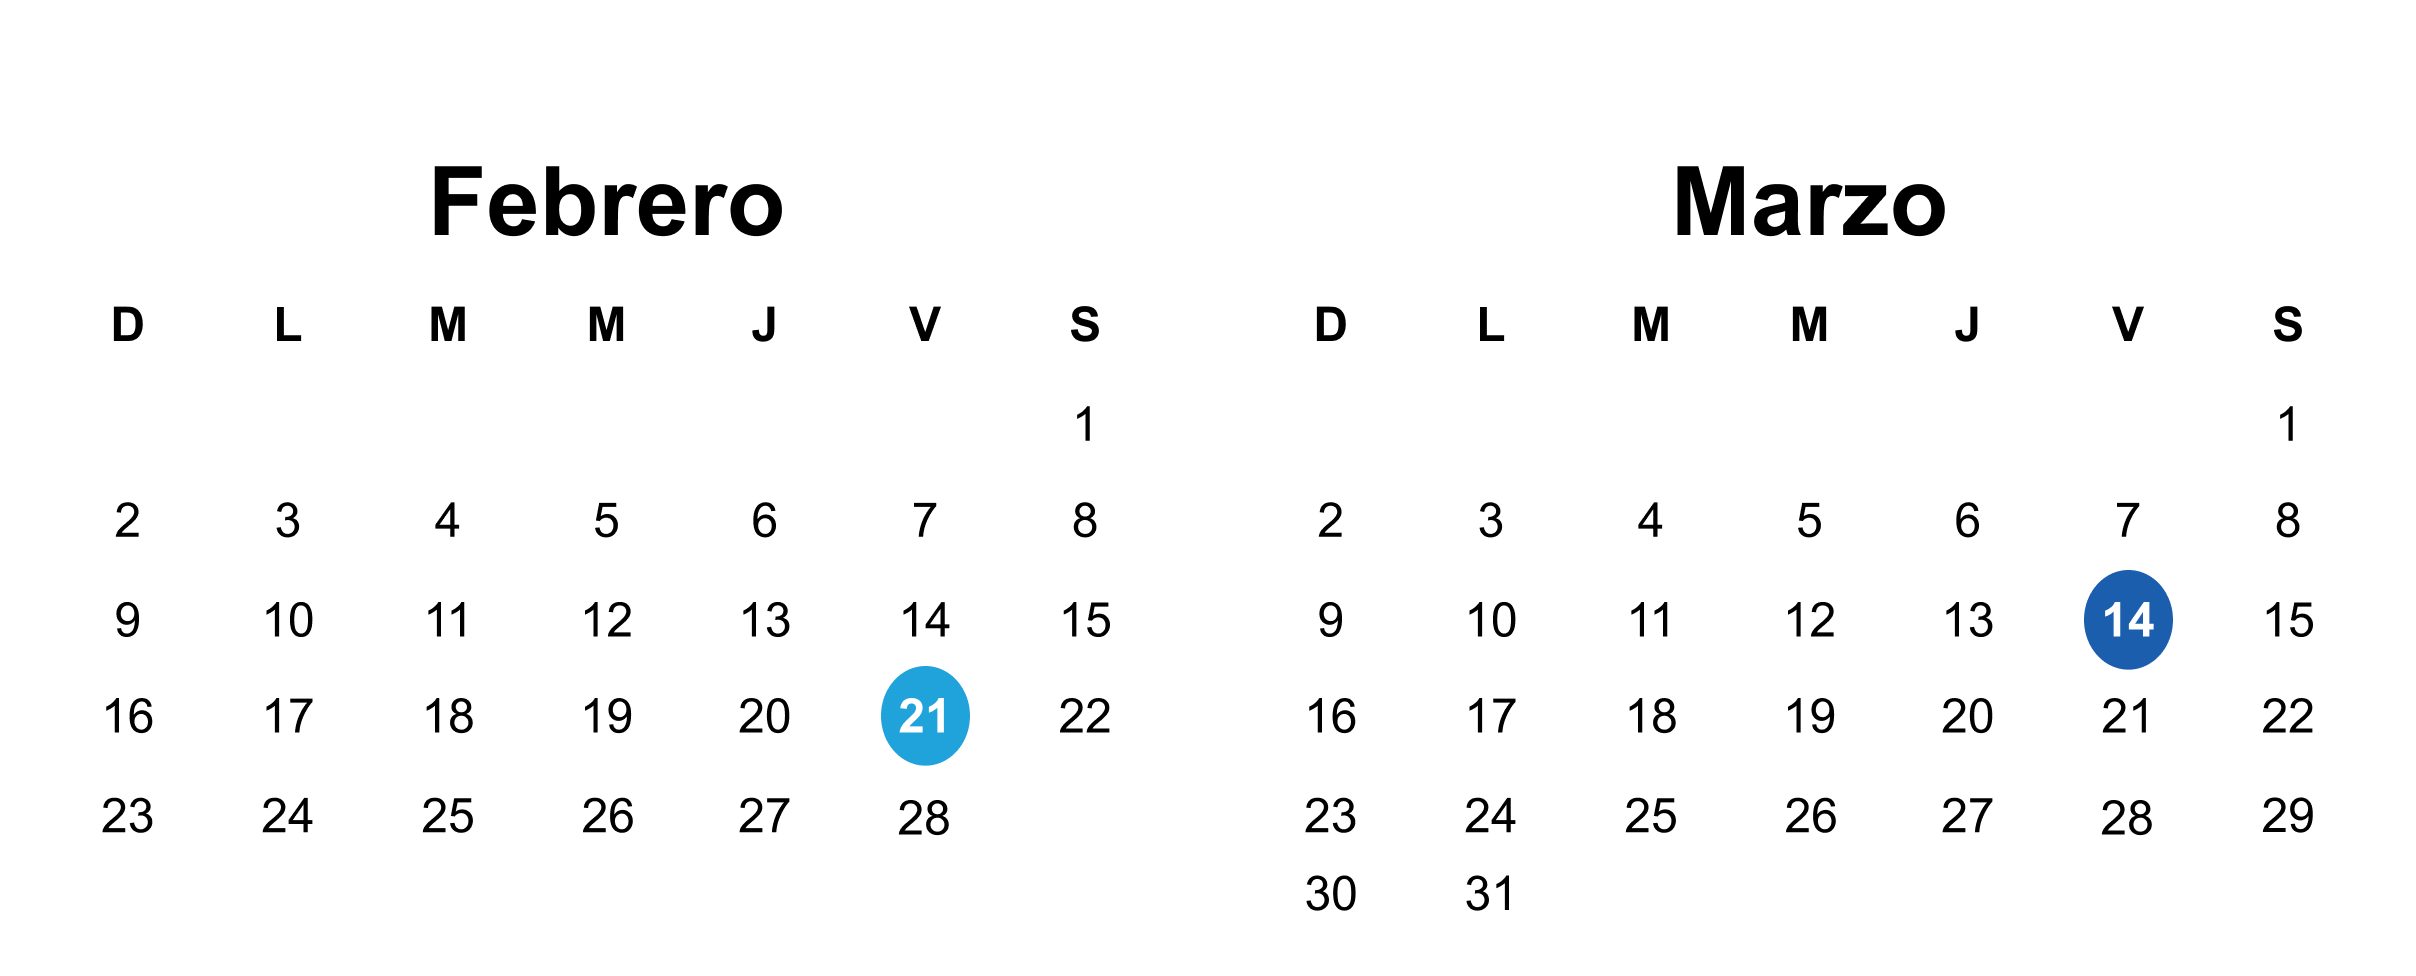 Febrero
D L M M J V S
1
2 3 4 5 6 7 8
9 10 11 12 13 14 15
16 17 18 19 20 21 22
23 24 25 26 27 28
Marzo
D L M M J V S
1
2 3 4 5 6 7 8
9 10 11 12 13 14 15
16 17 18 19 20 21 22
23 24 25 26 27 28 29
30 31